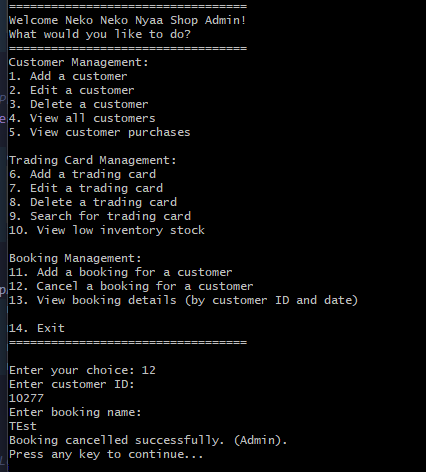 ==================================
Welcome Neko Neko Nyaa Shop Admin!
What would you like to do?
==================================
Customer Management:
1. Add a customer
2. Edit a customer
3. Delete a customer
4. View all customers
5. View customer purchases
Trading Card Management:
6. Add a trading card
7. Edit a trading card
8. Delete a trading card
9. Search for trading card
10. View low inventory stock
Booking Management:
11. Add a booking for a customer
12. Cancel a booking for a customer
13. View booking details (by customer ID and date)
14. Exit
==================================
Enter your choice: 12
Enter customer ID:
10277
Enter booking name:
TEst
Booking cancelled successfully. (Admin).
Press any key to continue...